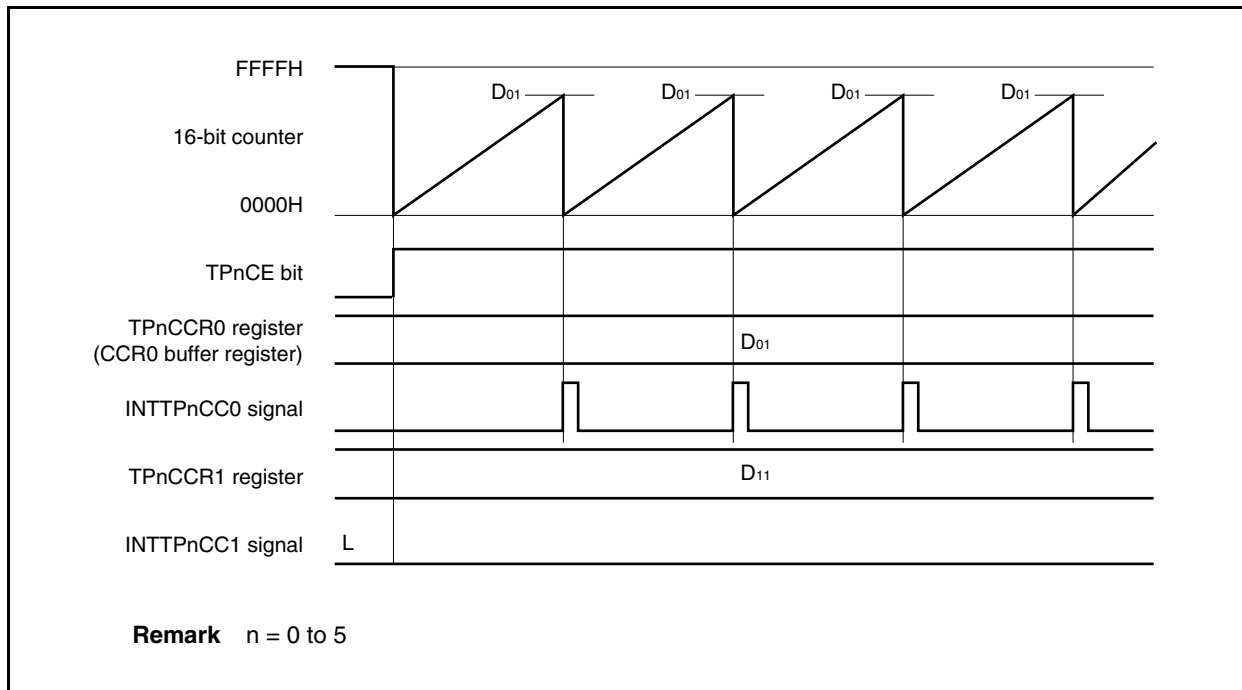 FFFFH
D01 D01 D01 D01
16-bit counter
0000H
TPnCE bit
TPnCCR0 register
(CCR0 buffer register)
D01
INTTPnCC0 signal
TPnCCR1 register
D11
INTTPnCC1 signal
L
Remark n = 0 to 5